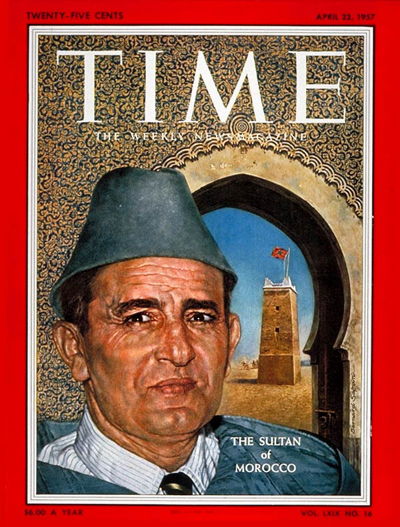 TWENTY-FIVE CENTS
APRIL 22, 1957
TIME
THE WEEKLY NEWSMAGAZINE
THE SULTAN
of
MOROCCO
$6.00 A YEAR
VOL. LXIX NO. 16